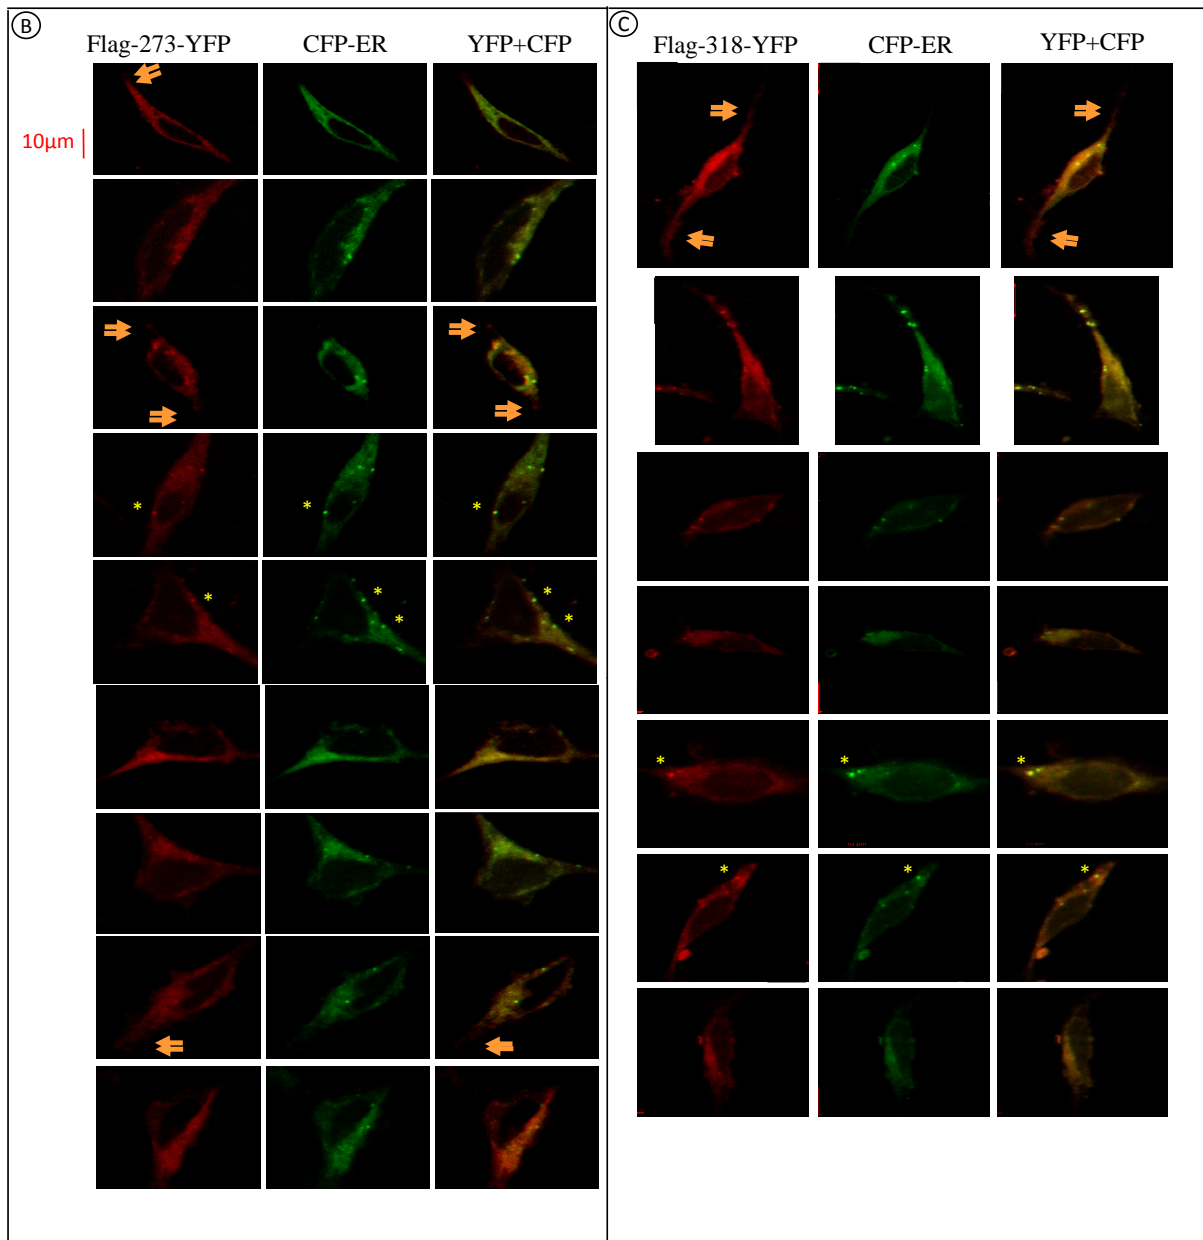 B
Flag-273-YFP CFP-ER YFP+CFP
10µm
*
* * *
* * *
C
Flag-318-YFP CFP-ER YFP+CFP
* * *
* * *